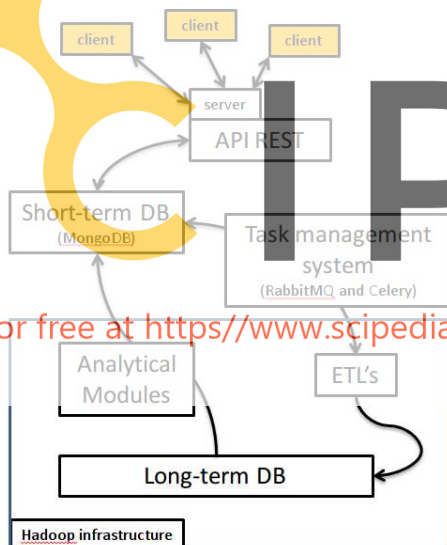 client
client
client
server
API REST
Short-term DB
(MongoDB)
Task management
system
(RabbitMQ and Celery)
or free at https//www.scipedia
Analytical
Modules
ETL's
Long-term DB
Hadoop infrastructure
IP